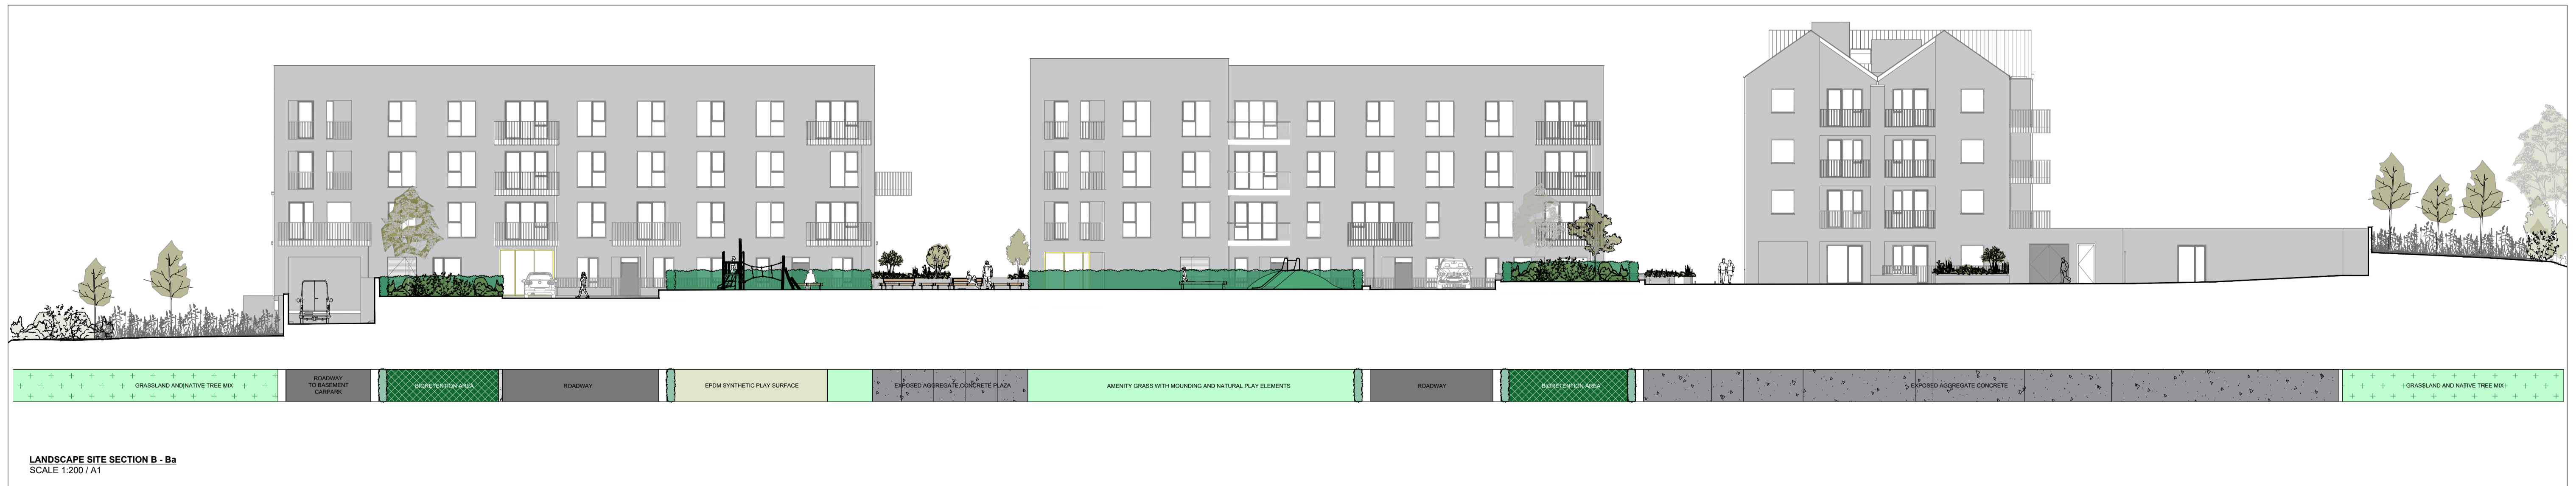 GRASSLAND AND NATIVE TREE MIX
ROADWAY
TO BASEMENT
CARPARK
BIORETENTION AREA
ROADWAY
EPDM SYNTHETIC PLAY SURFACE
EXPOSED AGGREGATE CONCRETE PLAZA
AMENITY GRASS WITH MOUNDING AND NATURAL PLAY ELEMENTS
ROADWAY
BIORETENTION AREA
EXPOSED AGGREGATE CONCRETE
GRASSLAND AND NATIVE TREE MIX
LANDSCAPE SITE SECTION B - Ba
SCALE 1:200 / A1